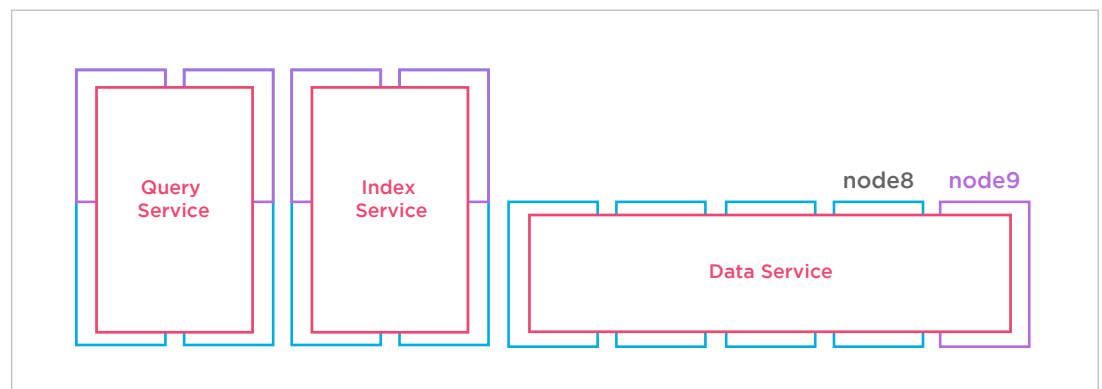 Query
Service
Index
Service
node8
node9
Data Service